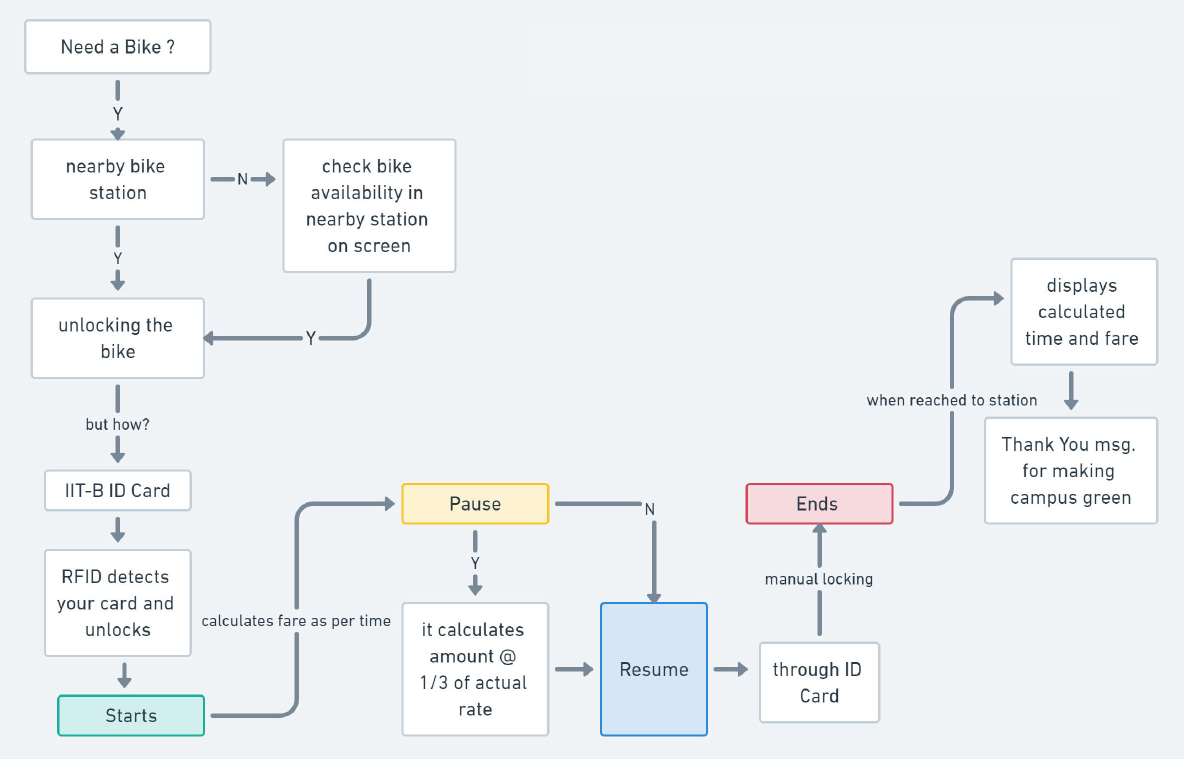 Need a Bike ?
Y
nearby bike
station
N
check bike
availability in
nearby station
on screen
Y
Y
unlocking the
bike
but how?
IIT-B ID Card
RFID detects
your card and
unlocks
Starts
calculates fare as per time
Pause
Y
N
it calculates
amount @
1/3 of actual
rate
Resume
through ID
Card
manual locking
Ends
when reached to station
displays
calculated
time and fare
Thank You msg.
for making
campus green